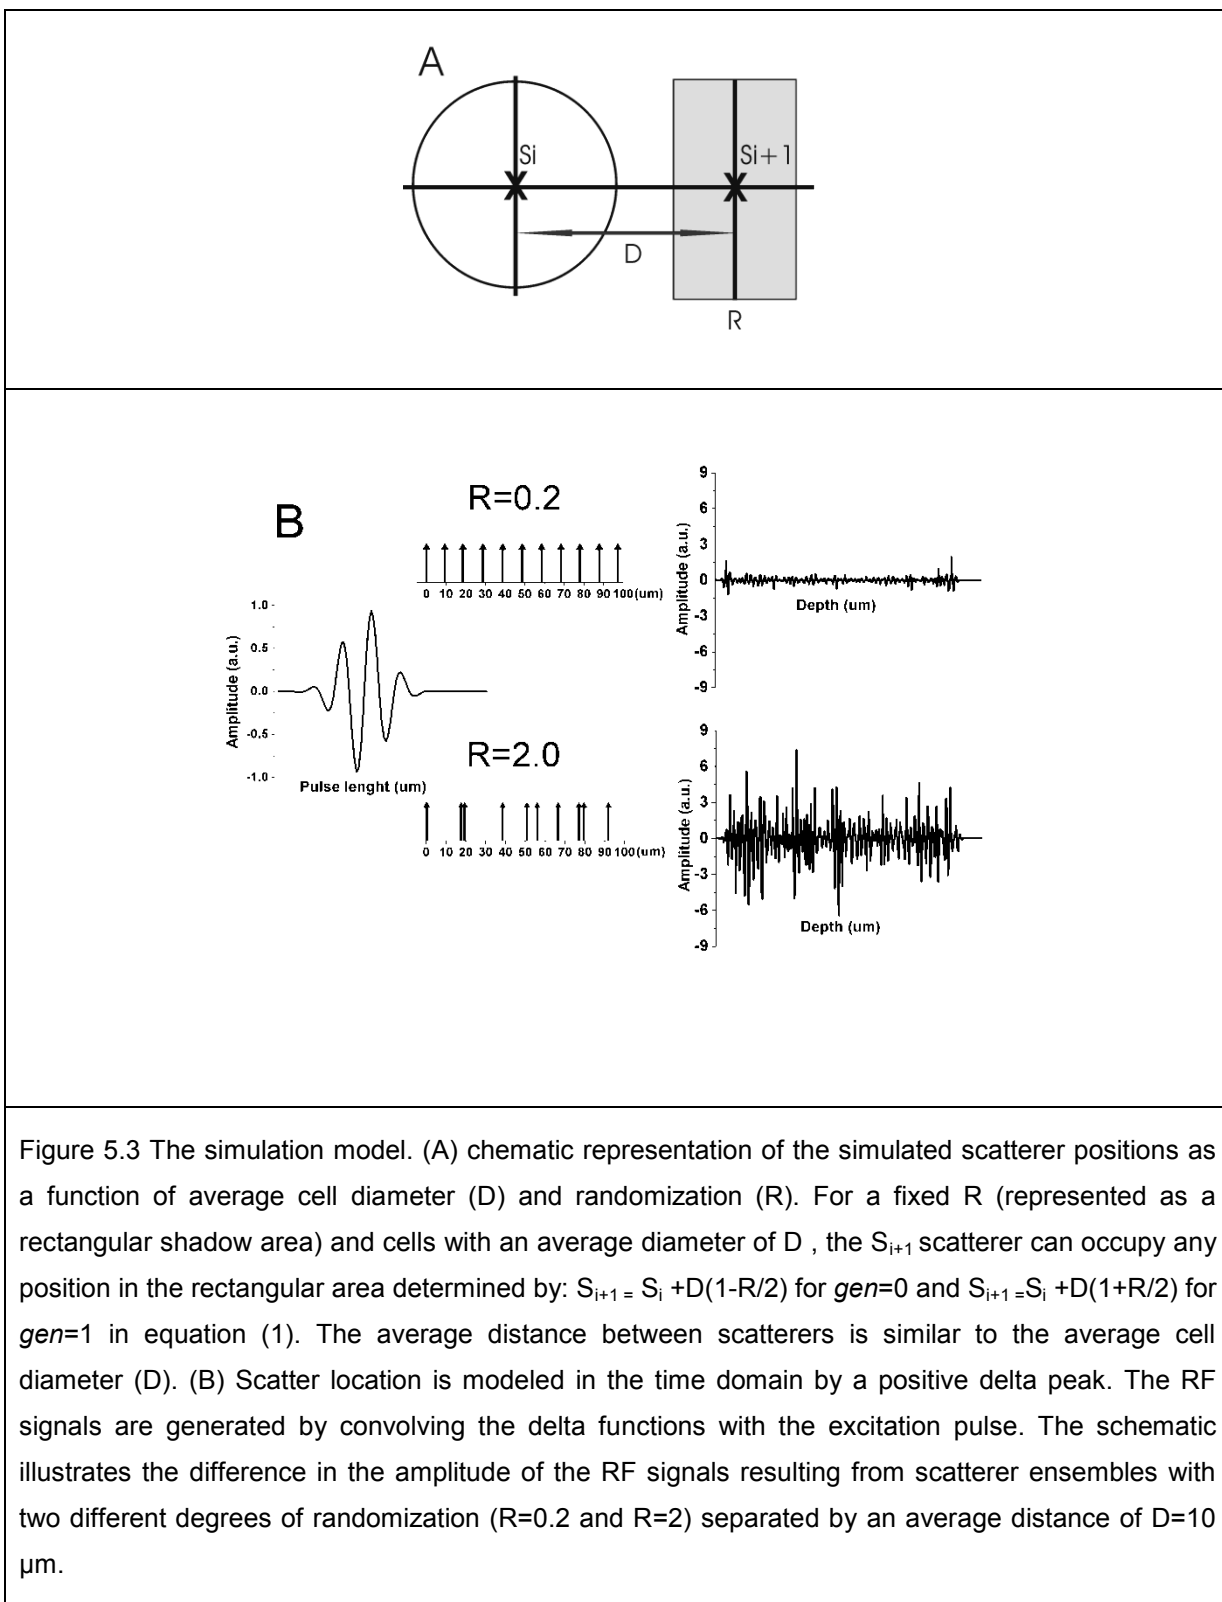 A
Si
Si+1
D
R
B
R=0.2
0 10 20 30 40 50 60 70 80 90 100 (um)
Amplitude (a.u.)
1.0
0.5
0.0
-0.5
-1.0
Pulse lenght (um)
R=2.0
0 10 20 30 40 50 60 70 80 90 100 (um)
Amplitude (a.u.)
9
6
3
0
-3
-6
-9
Depth (um)
Amplitude (a.u.)
9
6
3
0
-3
-6
-9
Depth (um)
Figure 5.3 The simulation model. (A) chematic representation of the simulated scatterer positions as
a function of average cell diameter (D) and randomization (R). For a fixed R (represented as a
rectangular shadow area) and cells with an average diameter of D , the Si+1 scatterer can occupy any
position in the rectangular area determined by: Si+1 = Si +D(1-R/2) for gen=0 and Si+1 =Si +D(1+R/2) for
gen=1 in equation (1). The average distance between scatterers is similar to the average cell
diameter (D). (B) Scatter location is modeled in the time domain by a positive delta peak. The RF
signals are generated by convolving the delta functions with the excitation pulse. The schematic
illustrates the difference in the amplitude of the RF signals resulting from scatterer ensembles with
two different degrees of randomization (R=0.2 and R=2) separated by an average distance of D=10
µm.